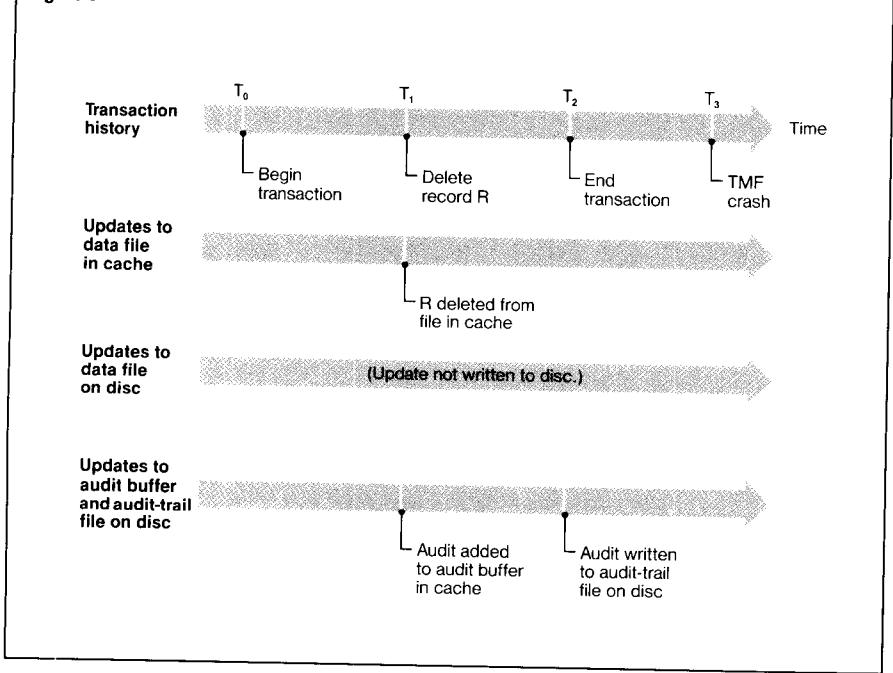 T₀ T₁ T₂ T₃
Transaction
history
Time
Begin
transaction
Delete
record R
End
transaction
TMF
crash
Updates to
data file
in cache
R deleted from
file in cache
Updates to
data file
on disc
(Update not written to disc.)
Updates to
audit buffer
and audit-trail
file on disc
Audit added
to audit buffer
in cache
Audit written
to audit-trail
file on disc